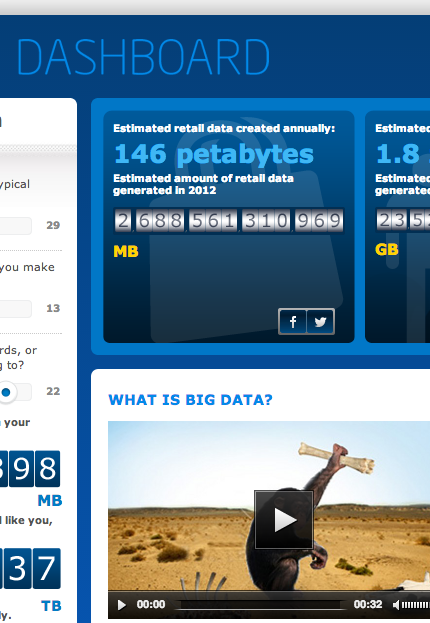 DASHBOARD
ypical
29
you make
13
rds, or
g to?
22
your
398
MB
l like you,
37
TB
ly.
Estimated retail data created annually:
146 petabytes
Estimated amount of retail data
generated in 2012
2 688 561 310 969
MB
Estimated
1.8
Estimated
generated
GB
WHAT IS BIG DATA?
00:00
00:32